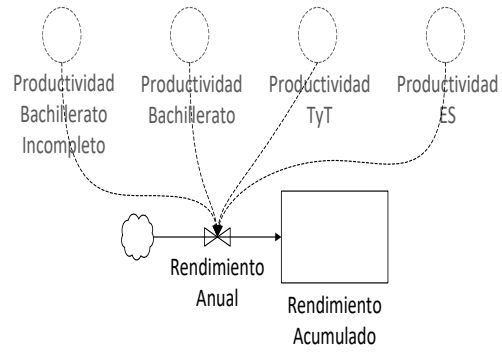 Productividad
Bachillerato
Incompleto
Productividad
Bachillerato
Productividad
TyT
Productividad
ES
Rendimiento
Anual
Rendimiento
Acumulado